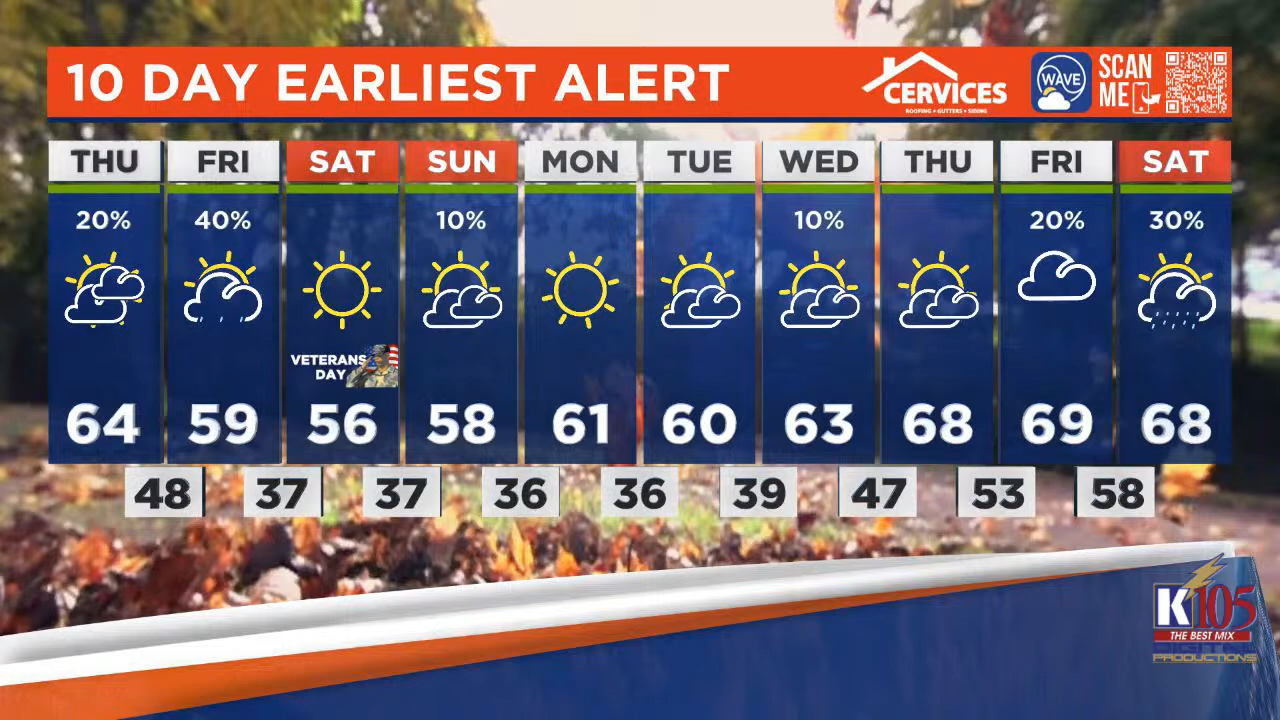 10 DAY EARLIEST ALERT
CERVICES
ROOFING • GUTTERS • SIDING
WAVE
SCAN
ME
THU FRI SAT SUN MON TUE WED THU FRI SAT
20% 40% 10% 10% 20% 30%
VETERANS
DAY
64 59 56 58 61 60 63 68 69 68
48 37 37 36 36 39 47 53 58
K105
THE BEST MIX
DIGITAL
PRODUCTIONS